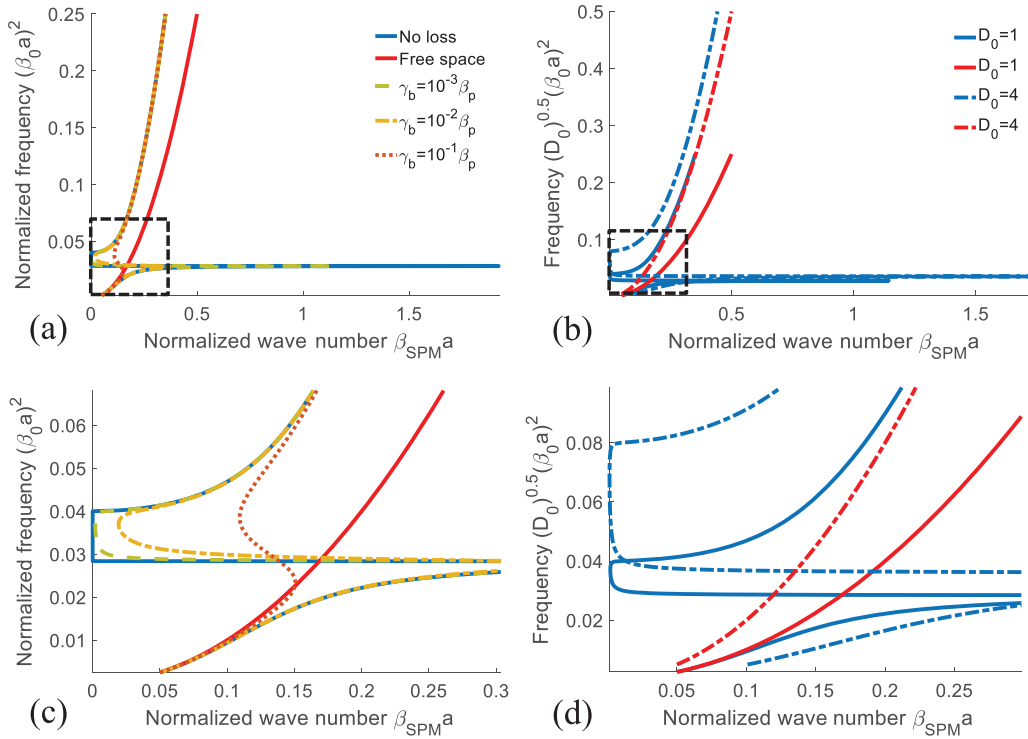 0.25
0.2
0.15
0.1
0.05
Normalized frequency (β₀a)²
No loss
Free space
γb=10⁻³βp
γb=10⁻²βp
γb=10⁻¹βp
0 0.5 1 1.5
(a)
Normalized wave number βSPMa
0.5
0.4
0.3
0.2
0.1
Frequency (D₀)^0.5(β₀a)²
D₀=1
D₀=1
D₀=4
D₀=4
0.5 1 1.5
(b)
Normalized wave number βSPMa
0.06
0.05
0.04
0.03
0.02
0.01
Normalized frequency (β₀a)²
0 0.05 0.1 0.15 0.2 0.25 0.3
(c)
Normalized wave number βSPMa
0.08
0.06
0.04
0.02
Frequency (D₀)^0.5(β₀a)²
0.05 0.1 0.15 0.2 0.25
(d)
Normalized wave number βSPMa